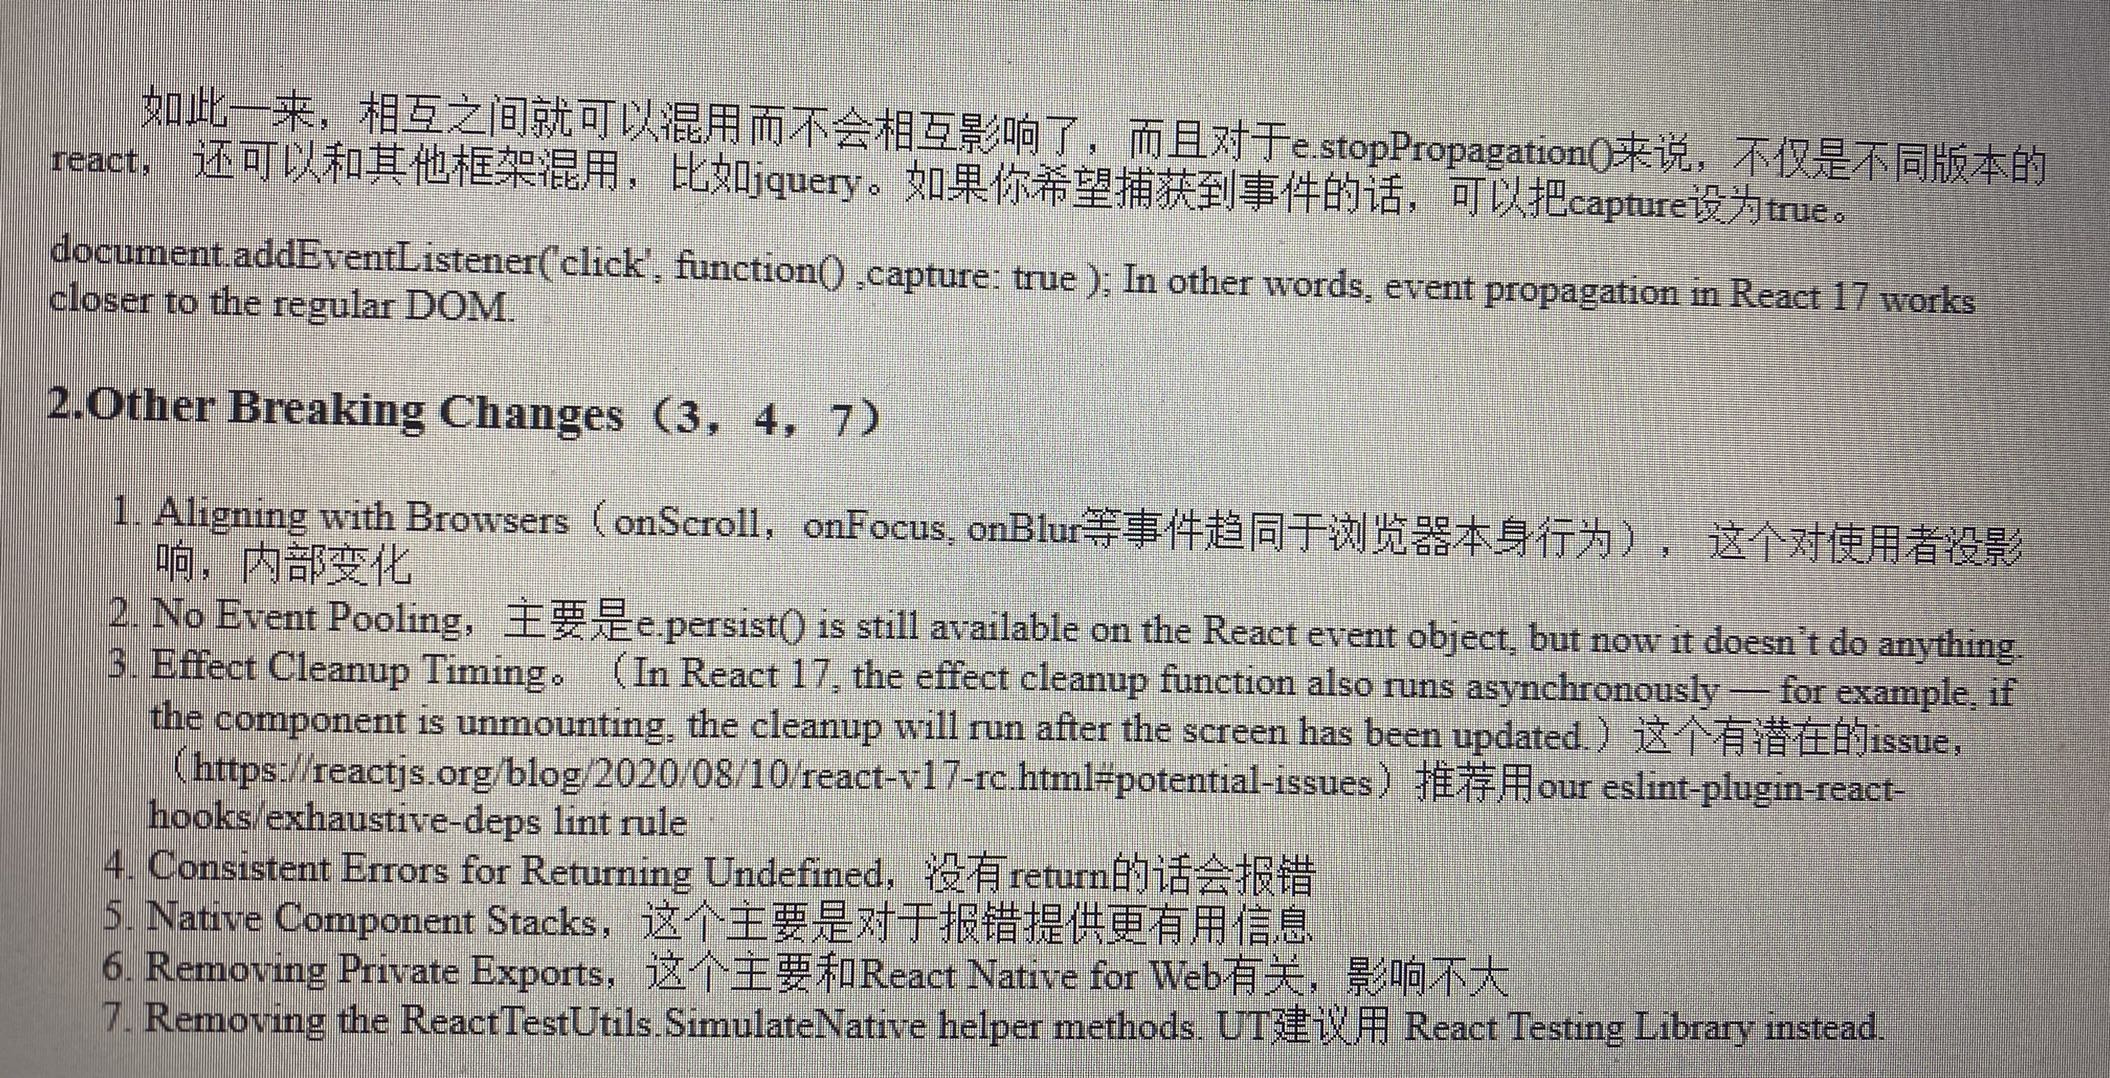 如此一来，相互之间就可以混用而不会相互影响了，而且对于e.stopPropagation()来说，不仅是不同版本的
react，还可以和其他框架混用，比如jquery。如果你希望捕获到事件的话，可以把capture设为true。
document.addEventListener('click', function() ,capture: true ); In other words, event propagation in React 17 works
closer to the regular DOM.
2.Other Breaking Changes（3，4，7）
1. Aligning with Browsers（onScroll，onFocus, onBlur等事件趋同于浏览器本身行为），这个对使用者没影
响，内部变化
2. No Event Pooling，主要是e.persist() is still available on the React event object, but now it doesn't do anything.
3. Effect Cleanup Timing。（In React 17, the effect cleanup function also runs asynchronously — for example, if
the component is unmounting, the cleanup will run after the screen has been updated.）这个有潜在的issue，
（https://reactjs.org/blog/2020/08/10/react-v17-rc.html#potential-issues）推荐用our eslint-plugin-react-
hooks/exhaustive-deps lint rule
4. Consistent Errors for Returning Undefined，没有return的话会报错
5. Native Component Stacks，这个主要是对于报错提供更有用信息
6. Removing Private Exports，这个主要和React Native for Web有关，影响不大
7. Removing the ReactTestUtils.SimulateNative helper methods. UT建议用 React Testing Library instead.